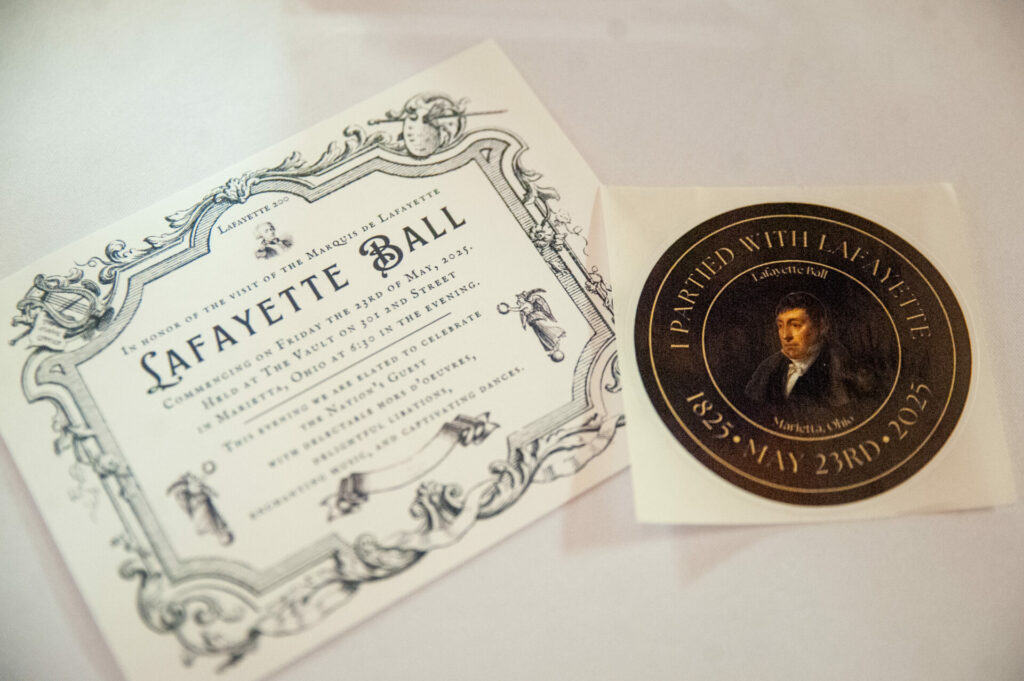 Lafayette 200
In honor of the visit of the Marquis de Lafayette
Lafayette Ball
Commencing on Friday the 23rd of May, 2025.
Held at The Vault on 301 2nd Street
in Marietta, Ohio at 6:30 in the evening.
This evening we are elated to celebrate
the Nation's Guest
with delectable hors d'oeuvres,
delightful libations,
enchanting music, and captivating dances.
I PARTIED WITH LAFAYETTE
Lafayette Ball
Marietta, Ohio
1825 • MAY 23RD • 2025